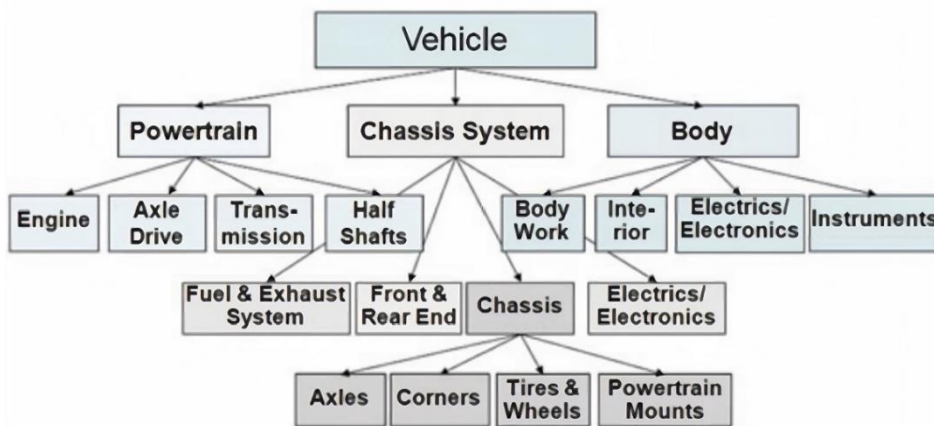 Vehicle
Powertrain
Chassis System
Body
Engine
Axle
Drive
Trans-
mission
Half
Shafts
Body
Work
Inte-
rior
Electrics/
Electronics
Instruments
Fuel & Exhaust
System
Front &
Rear End
Chassis
Electrics/
Electronics
Axles
Corners
Tires &
Wheels
Powertrain
Mounts